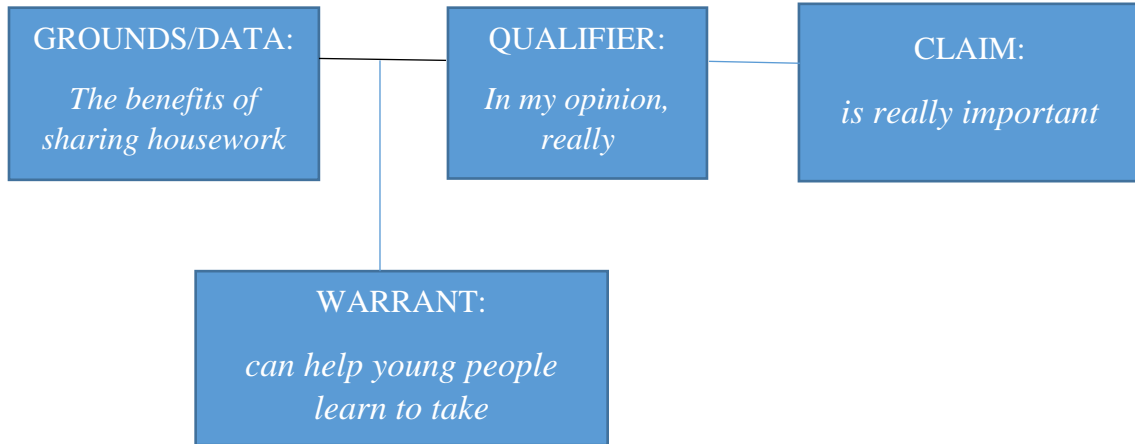 GROUNDS/DATA:
The benefits of
sharing housework
QUALIFIER:
In my opinion,
really
CLAIM:
is really important
WARRANT:
can help young people
learn to take